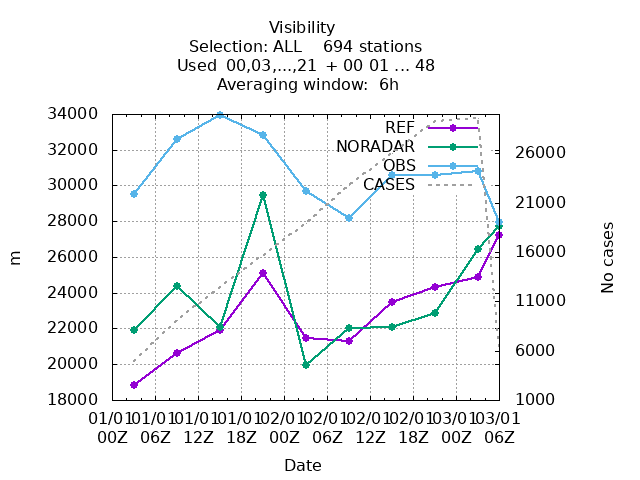 Visibility
Selection: ALL    694 stations
Used  00,03,...,21  + 00 01 ... 48
Averaging window:  6h
34000
32000
30000
28000
26000
24000
22000
20000
18000
m
REF
NORADAR
OBS
CASES
26000
21000
16000
11000
6000
1000
No cases
01/01 01/01 01/01 01/01 02/01 02/01 02/01 02/01 03/01 03/01
00Z 06Z 12Z 18Z 00Z 06Z 12Z 18Z 00Z 06Z
Date